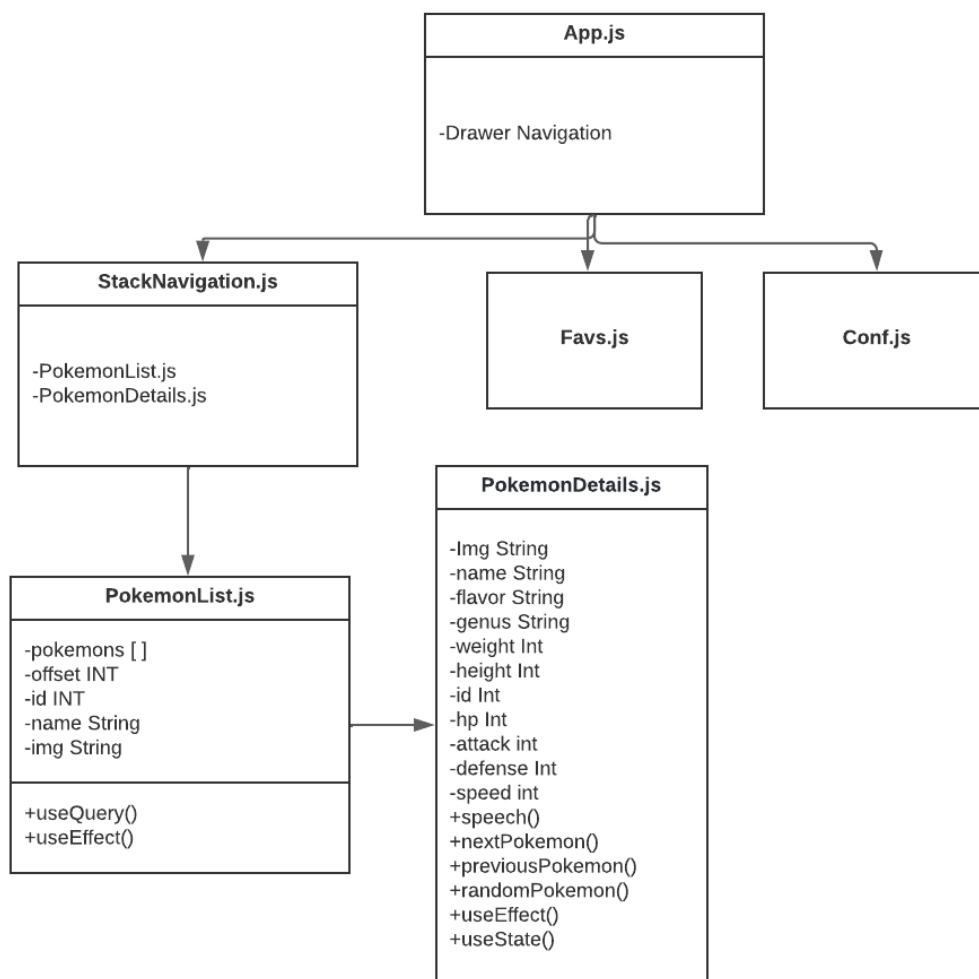 App.js
-Drawer Navigation
StackNavigation.js
-PokemonList.js
-PokemonDetails.js
Favs.js
Conf.js
PokemonList.js
-pokemons [ ]
-offset INT
-id INT
-name String
-img String
+useQuery()
+useEffect()
PokemonDetails.js
-Img String
-name String
-flavor String
-genus String
-weight Int
-height Int
-id Int
-hp Int
-attack int
-defense Int
-speed int
+speech()
+nextPokemon()
+previousPokemon()
+randomPokemon()
+useEffect()
+useState()